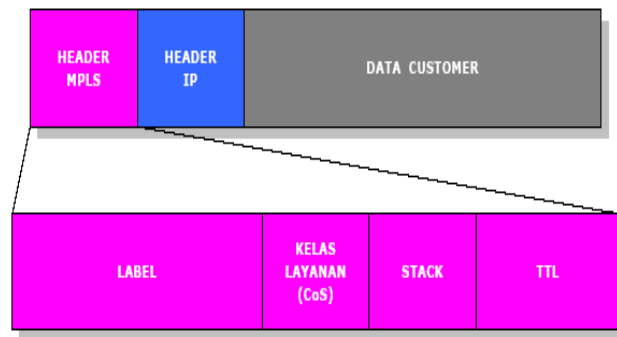 HEADER
MPLS
HEADER
IP
DATA CUSTOMER
LABEL
KELAS
LAYANAN
(CoS)
STACK
TTL